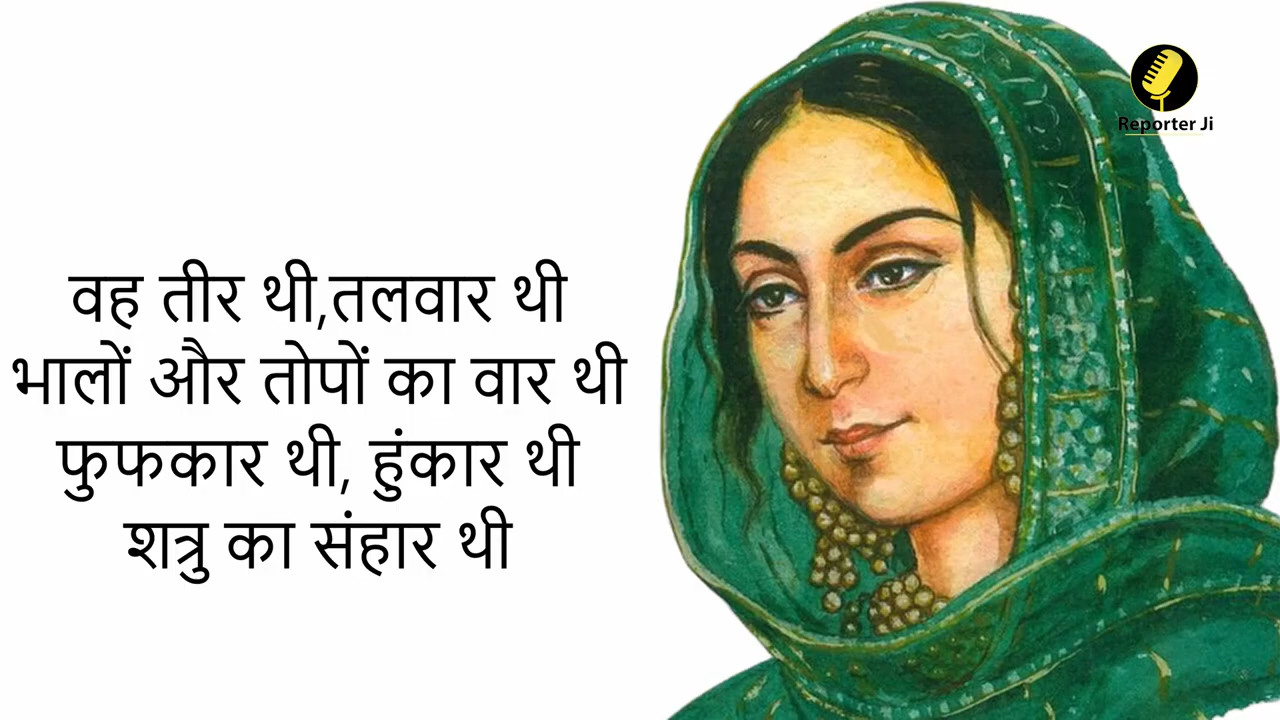 वह तीर थी,तलवार थी
भालों और तोपों का वार थी
फुफकार थी, हुंकार थी
शत्रु का संहार थी
Reporter Ji